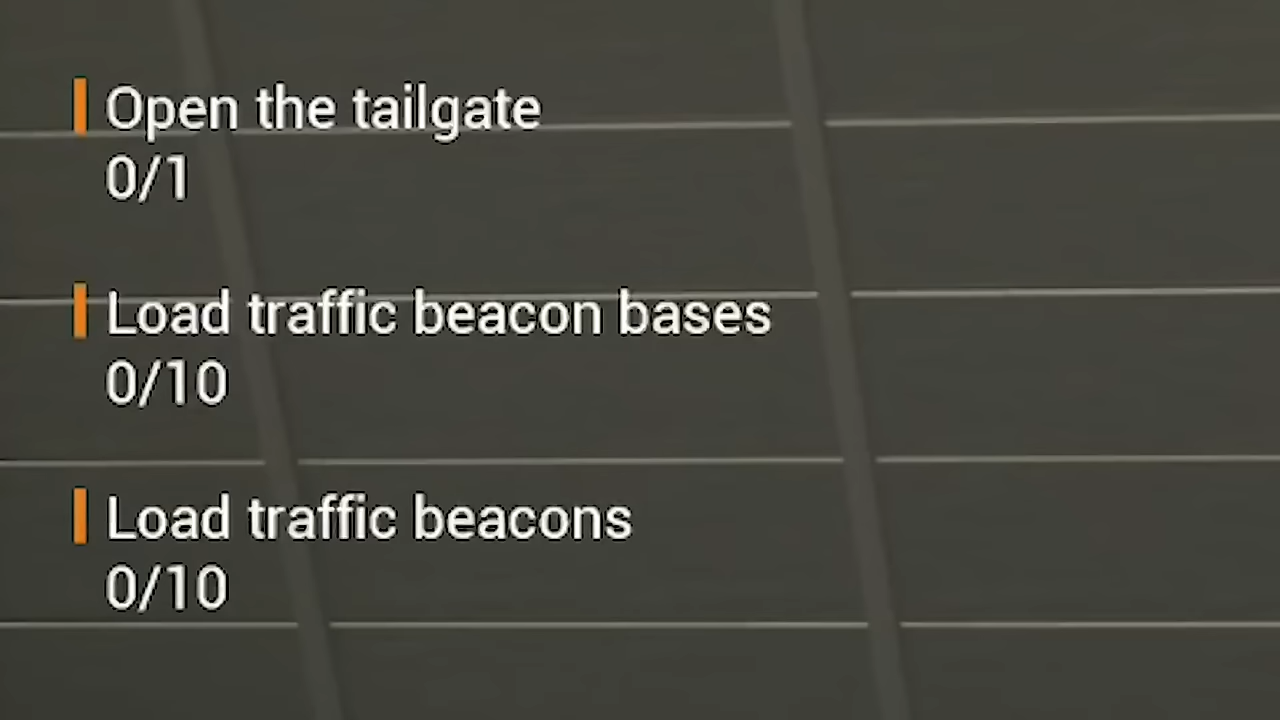 Open the tailgate
0/1
Load traffic beacon bases
0/10
Load traffic beacons
0/10